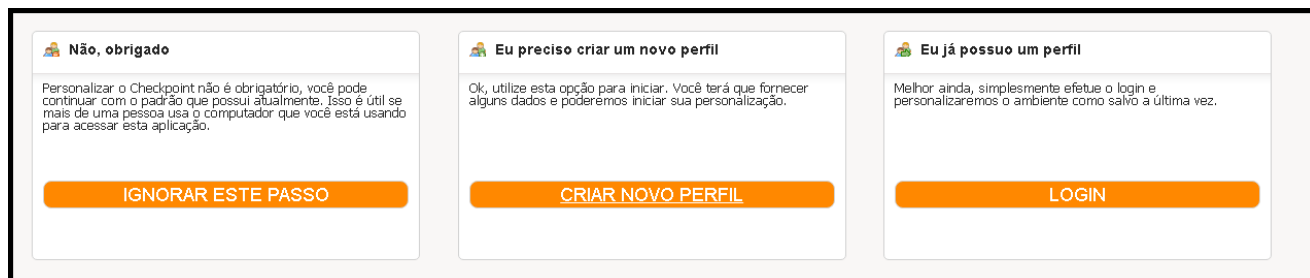 Não, obrigado
Personalizar o Checkpoint não é obrigatório, você pode
continuar com o padrão que possui atualmente. Isso é útil se
mais de uma pessoa usa o computador que você está usando
para acessar esta aplicação.
IGNORAR ESTE PASSO
Eu preciso criar um novo perfil
Ok, utilize esta opção para iniciar. Você terá que fornecer
alguns dados e poderemos iniciar sua personalização.
CRIAR NOVO PERFIL
Eu já possuo um perfil
Melhor ainda, simplesmente efetue o login e
personalizaremos o ambiente como salvo a última vez.
LOGIN